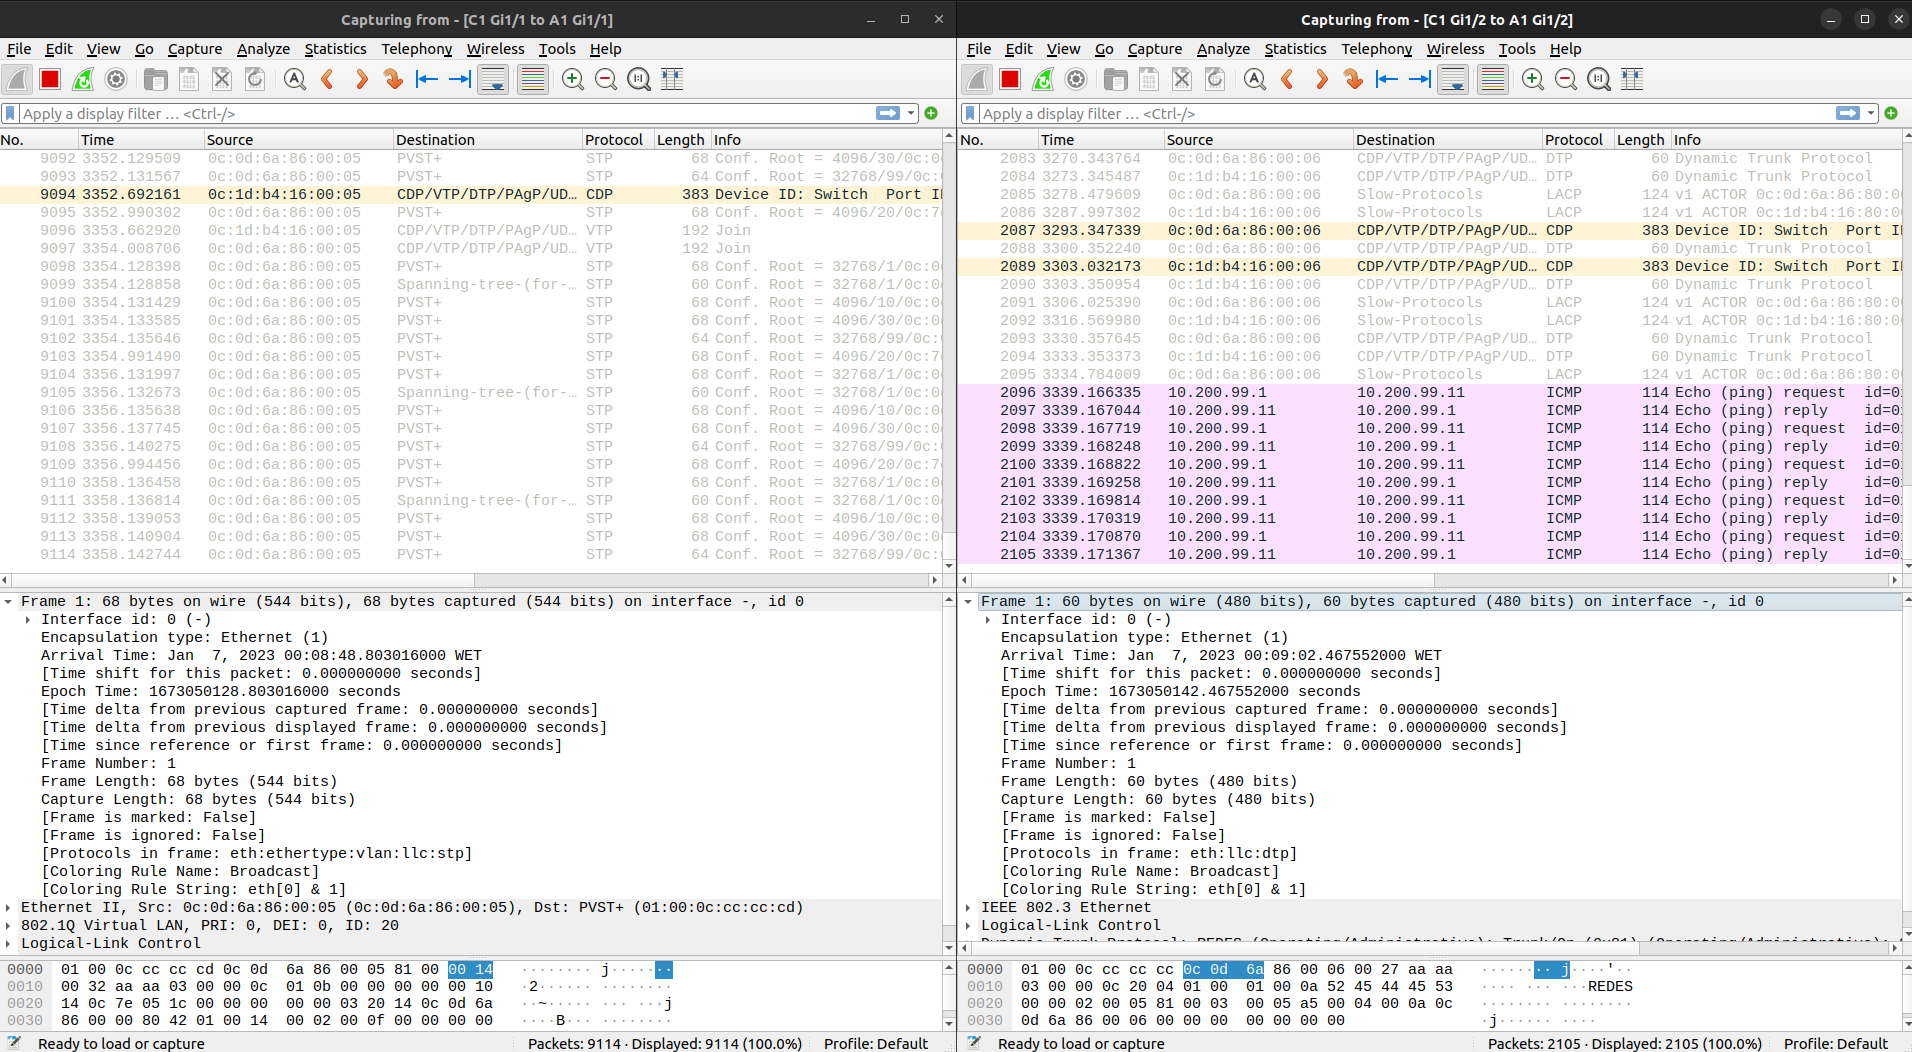 Capturing from - [C1 Gi1/1 to A1 Gi1/1]
File Edit View Go Capture Analyze Statistics Telephony Wireless Tools Help
Apply a display filter … <Ctrl-/>
No. Time Source Destination Protocol Length Info
9092 3352.129509 0c:0d:6a:86:00:05 PVST+ STP 68 Conf. Root = 4096/30/0c:0
9093 3352.131567 0c:0d:6a:86:00:05 PVST+ STP 64 Conf. Root = 32768/99/0c:
9094 3352.692161 0c:1d:b4:16:00:05 CDP/VTP/DTP/PAgP/UD… CDP 383 Device ID: Switch Port I
9095 3352.990302 0c:0d:6a:86:00:05 PVST+ STP 68 Conf. Root = 4096/20/0c:7
9096 3353.662920 0c:1d:b4:16:00:05 CDP/VTP/DTP/PAgP/UD… VTP 192 Join
9097 3354.008706 0c:0d:6a:86:00:05 CDP/VTP/DTP/PAgP/UD… VTP 192 Join
9098 3354.128398 0c:0d:6a:86:00:05 PVST+ STP 68 Conf. Root = 32768/1/0c:0
9099 3354.128858 0c:0d:6a:86:00:05 Spanning-tree-(for-… STP 60 Conf. Root = 32768/1/0c:0
9100 3354.131429 0c:0d:6a:86:00:05 PVST+ STP 68 Conf. Root = 4096/10/0c:0
9101 3354.133585 0c:0d:6a:86:00:05 PVST+ STP 68 Conf. Root = 4096/30/0c:0
9102 3354.135646 0c:0d:6a:86:00:05 PVST+ STP 64 Conf. Root = 32768/99/0c:
9103 3354.991490 0c:0d:6a:86:00:05 PVST+ STP 68 Conf. Root = 4096/20/0c:7
9104 3356.131997 0c:0d:6a:86:00:05 PVST+ STP 68 Conf. Root = 32768/1/0c:0
9105 3356.132673 0c:0d:6a:86:00:05 Spanning-tree-(for-… STP 60 Conf. Root = 32768/1/0c:0
9106 3356.135638 0c:0d:6a:86:00:05 PVST+ STP 68 Conf. Root = 4096/10/0c:0
9107 3356.137745 0c:0d:6a:86:00:05 PVST+ STP 68 Conf. Root = 4096/30/0c:0
9108 3356.140275 0c:0d:6a:86:00:05 PVST+ STP 64 Conf. Root = 32768/99/0c:
9109 3356.994456 0c:0d:6a:86:00:05 PVST+ STP 68 Conf. Root = 4096/20/0c:7
9110 3358.136458 0c:0d:6a:86:00:05 PVST+ STP 68 Conf. Root = 32768/1/0c:0
9111 3358.136814 0c:0d:6a:86:00:05 Spanning-tree-(for-… STP 60 Conf. Root = 32768/1/0c:0
9112 3358.139053 0c:0d:6a:86:00:05 PVST+ STP 68 Conf. Root = 4096/10/0c:0
9113 3358.140904 0c:0d:6a:86:00:05 PVST+ STP 68 Conf. Root = 4096/30/0c:0
9114 3358.142744 0c:0d:6a:86:00:05 PVST+ STP 64 Conf. Root = 32768/99/0c:
Frame 1: 68 bytes on wire (544 bits), 68 bytes captured (544 bits) on interface -, id 0
Interface id: 0 (-)
Encapsulation type: Ethernet (1)
Arrival Time: Jan 7, 2023 00:08:48.803016000 WET
[Time shift for this packet: 0.000000000 seconds]
Epoch Time: 1673050128.803016000 seconds
[Time delta from previous captured frame: 0.000000000 seconds]
[Time delta from previous displayed frame: 0.000000000 seconds]
[Time since reference or first frame: 0.000000000 seconds]
Frame Number: 1
Frame Length: 68 bytes (544 bits)
Capture Length: 68 bytes (544 bits)
[Frame is marked: False]
[Frame is ignored: False]
[Protocols in frame: eth:ethertype:vlan:llc:stp]
[Coloring Rule Name: Broadcast]
[Coloring Rule String: eth[0] & 1]
Ethernet II, Src: 0c:0d:6a:86:00:05 (0c:0d:6a:86:00:05), Dst: PVST+ (01:00:0c:cc:cc:cd)
802.1Q Virtual LAN, PRI: 0, DEI: 0, ID: 20
Logical-Link Control
0000 01 00 0c cc cc cd 0c 0d 6a 86 00 05 81 00 00 14 ········ j·······
0010 00 32 aa aa 03 00 00 0c 01 0b 00 00 00 00 00 10 ·2······ ········
0020 14 0c 7e 05 1c 00 00 00 00 00 03 20 14 0c 0d 6a ··~····· ··· ···j
0030 86 00 00 80 42 01 00 14 00 02 00 0f 00 00 00 00 ····B··· ········
Ready to load or capture Packets: 9114 · Displayed: 9114 (100.0%) Profile: Default
Capturing from - [C1 Gi1/2 to A1 Gi1/2]
File Edit View Go Capture Analyze Statistics Telephony Wireless Tools Help
Apply a display filter … <Ctrl-/>
No. Time Source Destination Protocol Length Info
2083 3270.343764 0c:0d:6a:86:00:06 CDP/VTP/DTP/PAgP/UD… DTP 60 Dynamic Trunk Protocol
2084 3273.345487 0c:1d:b4:16:00:06 CDP/VTP/DTP/PAgP/UD… DTP 60 Dynamic Trunk Protocol
2085 3278.479609 0c:0d:6a:86:00:06 Slow-Protocols LACP 124 v1 ACTOR 0c:0d:6a:86:80:0
2086 3287.997302 0c:1d:b4:16:00:06 Slow-Protocols LACP 124 v1 ACTOR 0c:1d:b4:16:80:0
2087 3293.347339 0c:0d:6a:86:00:06 CDP/VTP/DTP/PAgP/UD… CDP 383 Device ID: Switch Port I
2088 3300.352240 0c:0d:6a:86:00:06 CDP/VTP/DTP/PAgP/UD… DTP 60 Dynamic Trunk Protocol
2089 3303.032173 0c:1d:b4:16:00:06 CDP/VTP/DTP/PAgP/UD… CDP 383 Device ID: Switch Port I
2090 3303.350954 0c:1d:b4:16:00:06 CDP/VTP/DTP/PAgP/UD… DTP 60 Dynamic Trunk Protocol
2091 3306.025390 0c:0d:6a:86:00:06 Slow-Protocols LACP 124 v1 ACTOR 0c:0d:6a:86:80:0
2092 3316.569980 0c:1d:b4:16:00:06 Slow-Protocols LACP 124 v1 ACTOR 0c:1d:b4:16:80:0
2093 3330.357645 0c:0d:6a:86:00:06 CDP/VTP/DTP/PAgP/UD… DTP 60 Dynamic Trunk Protocol
2094 3333.353373 0c:1d:b4:16:00:06 CDP/VTP/DTP/PAgP/UD… DTP 60 Dynamic Trunk Protocol
2095 3334.784009 0c:0d:6a:86:00:06 Slow-Protocols LACP 124 v1 ACTOR 0c:0d:6a:86:80:0
2096 3339.166335 10.200.99.1 10.200.99.11 ICMP 114 Echo (ping) request id=0
2097 3339.167044 10.200.99.11 10.200.99.1 ICMP 114 Echo (ping) reply id=0
2098 3339.167719 10.200.99.1 10.200.99.11 ICMP 114 Echo (ping) request id=0
2099 3339.168248 10.200.99.11 10.200.99.1 ICMP 114 Echo (ping) reply id=0
2100 3339.168822 10.200.99.1 10.200.99.11 ICMP 114 Echo (ping) request id=0
2101 3339.169258 10.200.99.11 10.200.99.1 ICMP 114 Echo (ping) reply id=0
2102 3339.169814 10.200.99.1 10.200.99.11 ICMP 114 Echo (ping) request id=0
2103 3339.170319 10.200.99.11 10.200.99.1 ICMP 114 Echo (ping) reply id=0
2104 3339.170870 10.200.99.1 10.200.99.11 ICMP 114 Echo (ping) request id=0
2105 3339.171367 10.200.99.11 10.200.99.1 ICMP 114 Echo (ping) reply id=0
Frame 1: 60 bytes on wire (480 bits), 60 bytes captured (480 bits) on interface -, id 0
Interface id: 0 (-)
Encapsulation type: Ethernet (1)
Arrival Time: Jan 7, 2023 00:09:02.467552000 WET
[Time shift for this packet: 0.000000000 seconds]
Epoch Time: 1673050142.467552000 seconds
[Time delta from previous captured frame: 0.000000000 seconds]
[Time delta from previous displayed frame: 0.000000000 seconds]
[Time since reference or first frame: 0.000000000 seconds]
Frame Number: 1
Frame Length: 60 bytes (480 bits)
Capture Length: 60 bytes (480 bits)
[Frame is marked: False]
[Frame is ignored: False]
[Protocols in frame: eth:llc:dtp]
[Coloring Rule Name: Broadcast]
[Coloring Rule String: eth[0] & 1]
IEEE 802.3 Ethernet
Logical-Link Control
Dynamic Trunk Protocol: REDES (Operating/Administrative): Trunk/On (0x81) (Operating/Administrative):
0000 01 00 0c cc cc cc 0c 0d 6a 86 00 06 00 27 aa aa ········ j····'··
0010 03 00 00 0c 20 04 01 00 01 00 0a 52 45 44 45 53 ···· ··· ···REDES
0020 00 00 02 00 05 81 00 03 00 05 a5 00 04 00 0a 0c ········ ········
0030 0d 6a 86 00 06 00 00 00 00 00 00 00 ·j······ ····
Ready to load or capture Packets: 2105 · Displayed: 2105 (100.0%) Profile: Default